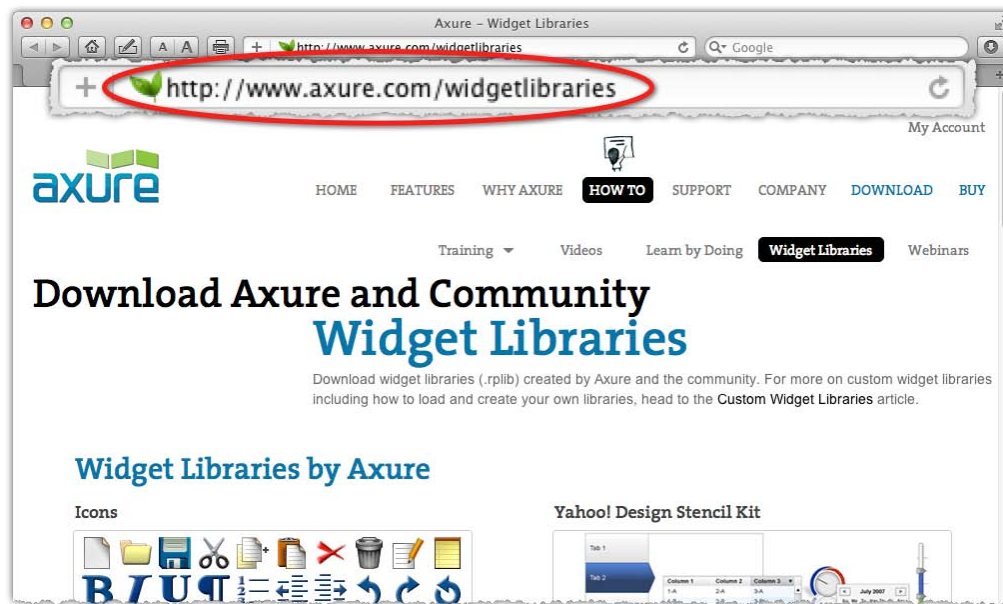 Axure – Widget Libraries
A A + http://www.axure.com/widgetlibraries Google
+ http://www.axure.com/widgetlibraries
My Account
axure
HOME FEATURES WHY AXURE HOW TO SUPPORT COMPANY DOWNLOAD BUY
Training Videos Learn by Doing Widget Libraries Webinars
Download Axure and Community
Widget Libraries
Download widget libraries (.rplib) created by Axure and the community. For more on custom widget libraries
including how to load and create your own libraries, head to the Custom Widget Libraries article.
Widget Libraries by Axure
Icons Yahoo! Design Stencil Kit
Tab 1
Tab 2
Column 1 Column 2 Column 3
1-A 2-A 3-A
July 2007
B I U ¶